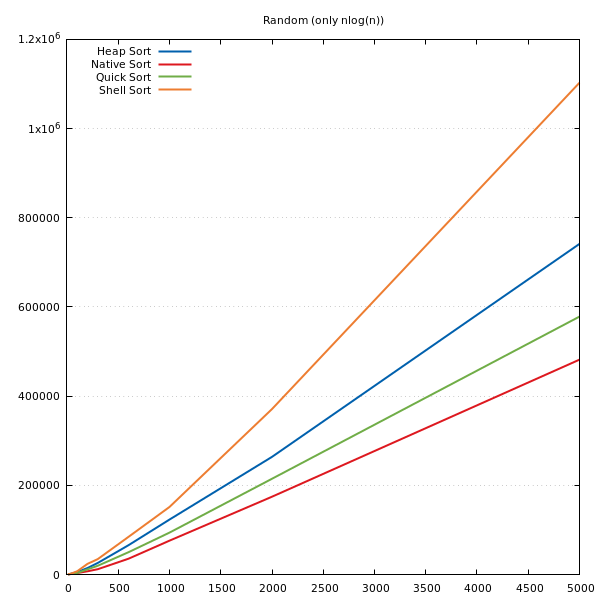 Random (only nlog(n))
1.2x10⁶
1x10⁶
800000
600000
400000
200000
0
Heap Sort
Native Sort
Quick Sort
Shell Sort
0 500 1000 1500 2000 2500 3000 3500 4000 4500 5000